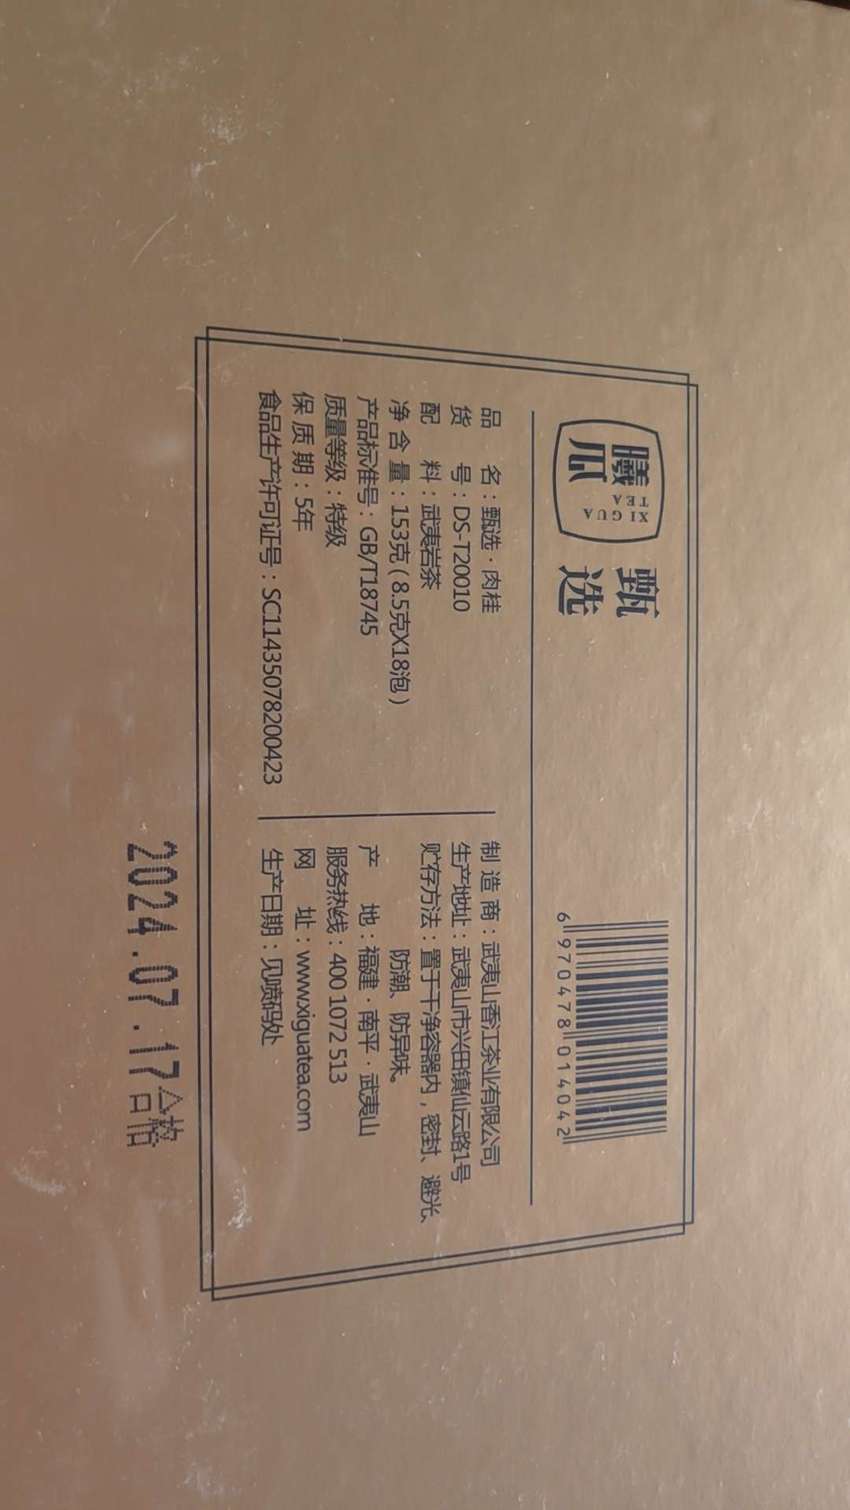 曦瓜
XI GUA
TEA
甄选
6 970478 014042
品名：甄选·肉桂
货号：DS-T20010
配料：武夷岩茶
净含量：153克（8.5克X18泡）
产品标准号：GB/T18745
质量等级：特级
保质期：5年
食品生产许可证号：SC11435078200423
制造商：武夷山香江茶业有限公司
生产地址：武夷山市兴田镇仙云路1号
贮存方法：置于干净容器内，密封、避光、
防潮、防异味。
产地：福建·南平·武夷山
服务热线：400 1072 513
网址：www.xiguatea.com
生产日期：见喷码处
2024.07.17合格